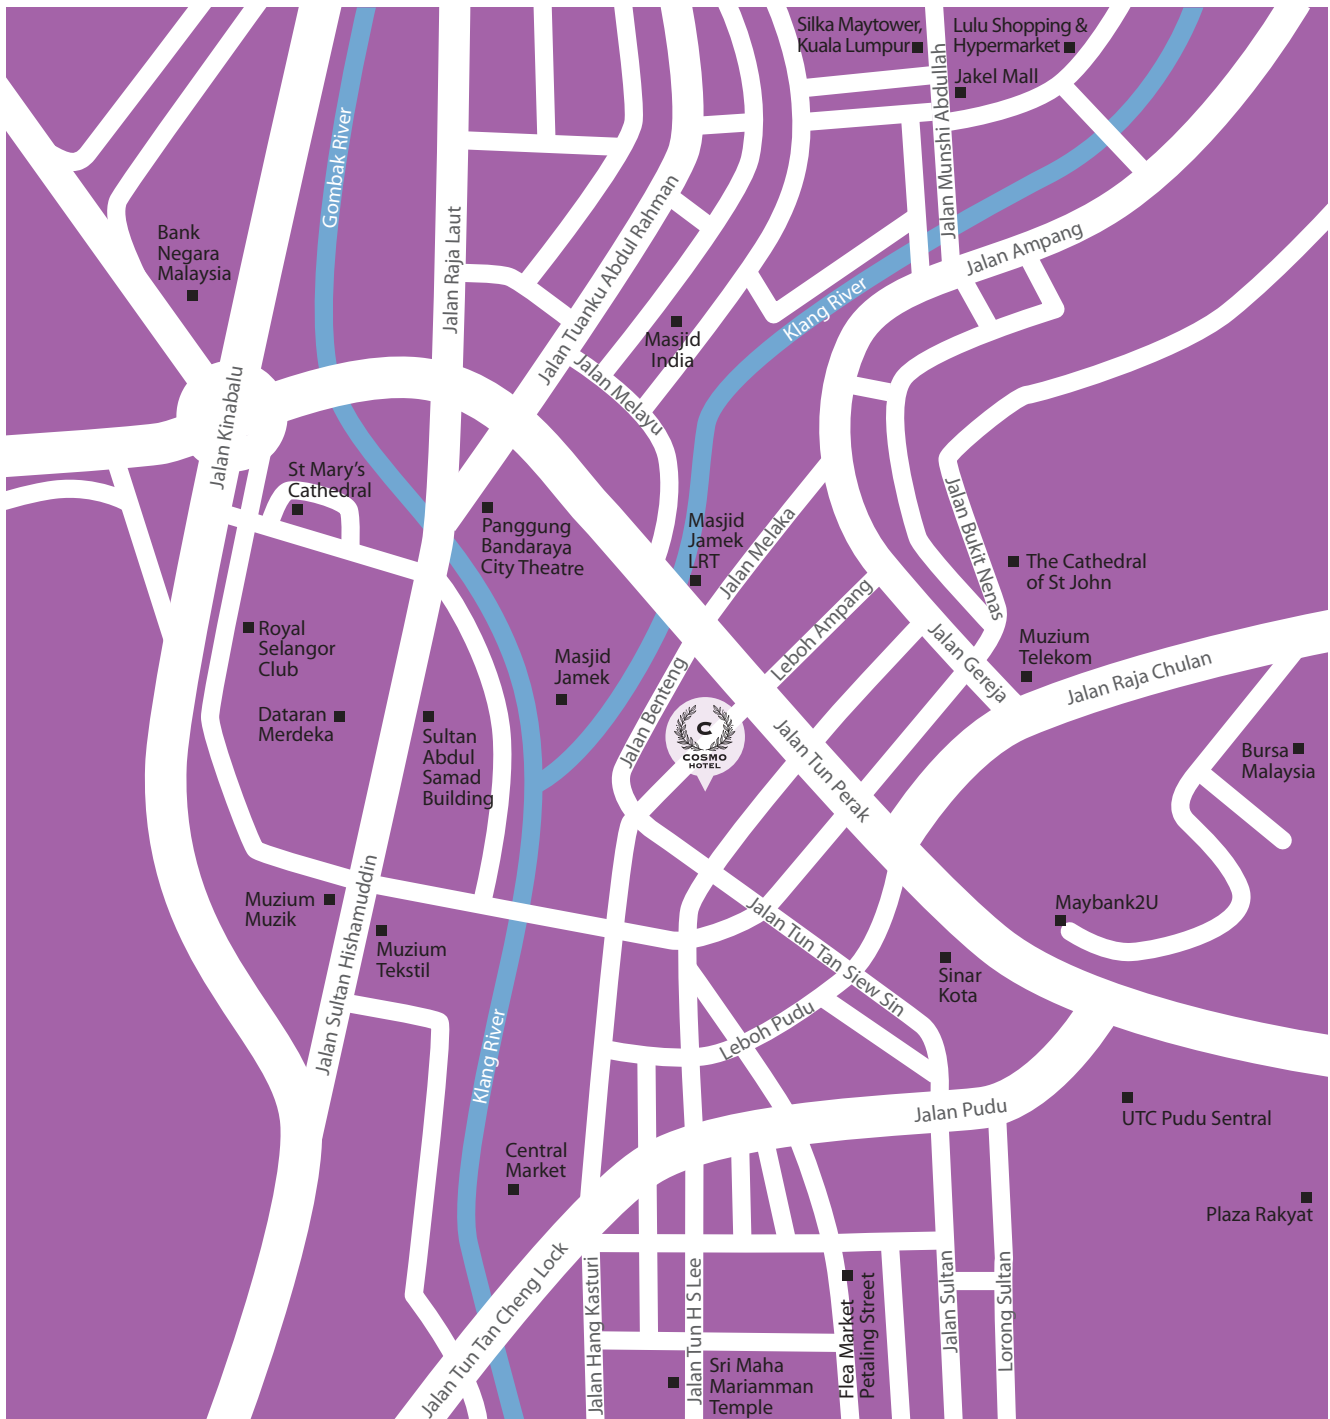 Silka Maytower,
Kuala Lumpur
Lulu Shopping &
Hypermarket
Jakel Mall
Jalan Munshi Abdullah
Gombak River
Bank
Negara
Malaysia
Jalan Raja Laut
Jalan Tuanku Abdul Rahman
Jalan Ampang
Klang River
Masjid
India
Jalan Melayu
Jalan Kinabalu
St Mary's
Cathedral
Panggung
Bandaraya
City Theatre
Masjid
Jamek
LRT
Jalan Melaka
Jalan Bukit Nenas
The Cathedral
of St John
Leboh Ampang
Royal
Selangor
Club
Masjid
Jamek
Jalan Benteng
Jalan Gereja
Muzium
Telekom
Jalan Raja Chulan
Dataran
Merdeka
Sultan
Abdul
Samad
Building
C
COSMO
HOTEL
Jalan Tun Perak
Bursa
Malaysia
Muzium
Muzik
Jalan Sultan Hishamuddin
Muzium
Tekstil
Jalan Tun Tan Siew Sin
Maybank2U
Sinar
Kota
Klang River
Leboh Pudu
Jalan Pudu
UTC Pudu Sentral
Central
Market
Plaza Rakyat
Jalan Tun Tan Cheng Lock
Jalan Hang Kasturi
Jalan Tun H S Lee
Flea Market
Petaling Street
Jalan Sultan
Lorong Sultan
Sri Maha
Mariamman
Temple